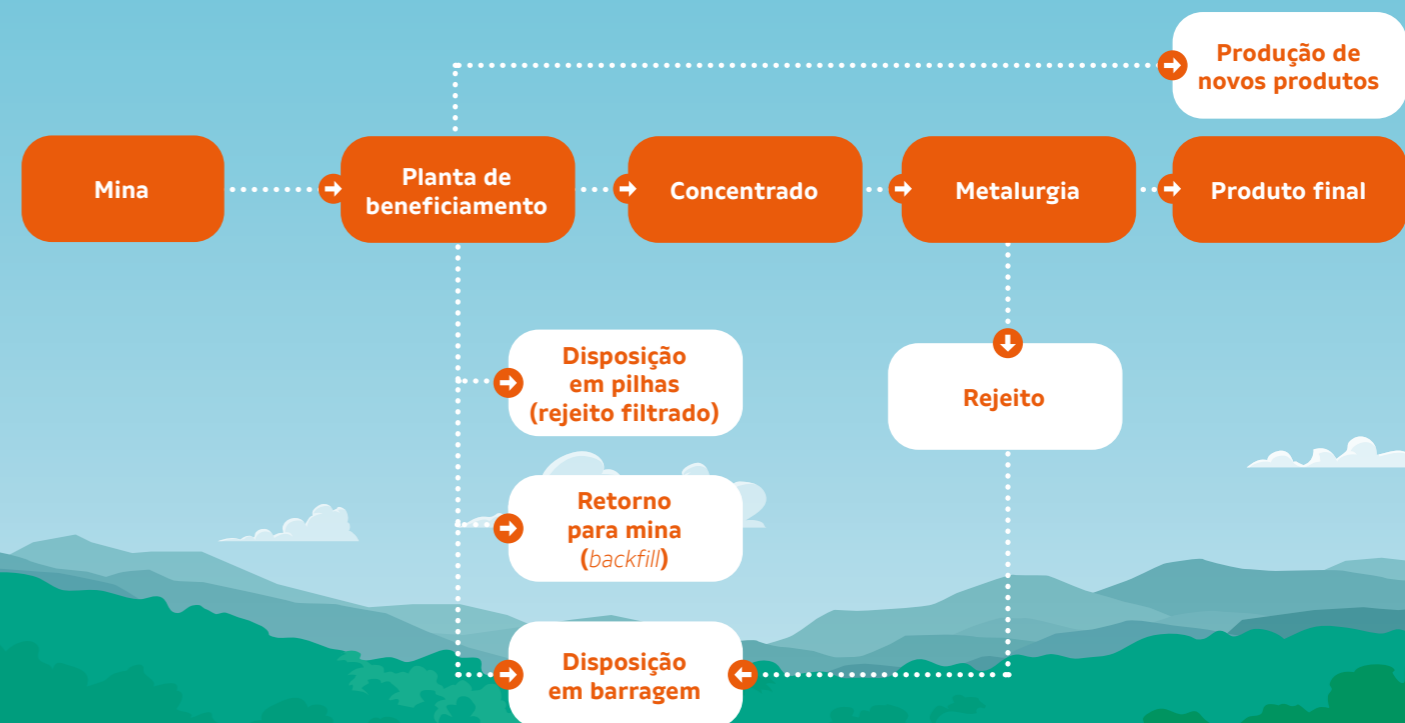 Produção de
novos produtos
Mina
Planta de
beneficiamento
Concentrado
Metalurgia
Produto final
Disposição
em pilhas
(rejeito filtrado)
Rejeito
Retorno
para mina
(backfill)
Disposição
em barragem